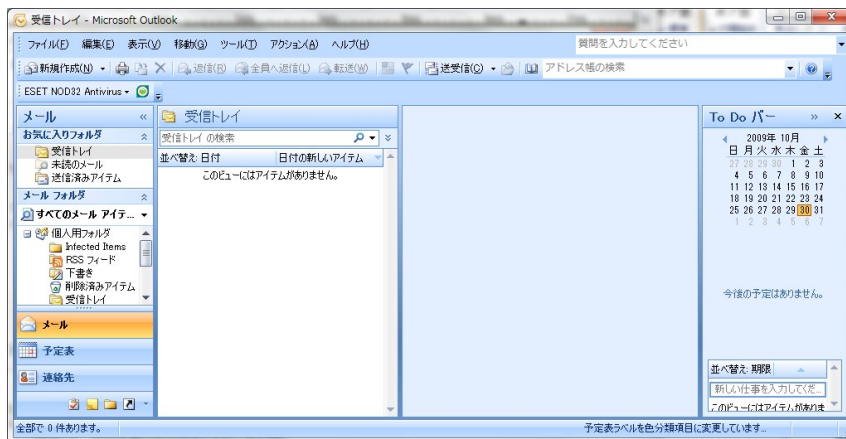 受信トレイ - Microsoft Outlook
ファイル(F) 編集(E) 表示(V) 移動(G) ツール(T) アクション(A) ヘルプ(H) 質問を入力してください
新規作成(N) 返信(R) 全員へ返信(L) 転送(W) 送受信(C) アドレス帳の検索
ESET NOD32 Antivirus
メール «
お気に入りフォルダ
受信トレイ
未読のメール
送信済みアイテム
メール フォルダ
すべてのメール アイテ...
個人用フォルダ
Infected Items
RSS フィード
下書き
削除済みアイテム
受信トレイ
メール
予定表
連絡先
受信トレイ
受信トレイ の検索
並べ替え: 日付 日付の新しいアイテム
このビューにはアイテムがありません。
To Do バー » ×
2009年 10月
日 月 火 水 木 金 土
27 28 29 30 1 2 3
4 5 6 7 8 9 10
11 12 13 14 15 16 17
18 19 20 21 22 23 24
25 26 27 28 29 30 31
1 2 3 4 5 6 7
今後の予定はありません。
並べ替え: 期限
新しい仕事を入力してくだ...
このビューにはアイテムがありま
全部で 0 件あります。 予定表ラベルを色分類項目に変更しています...